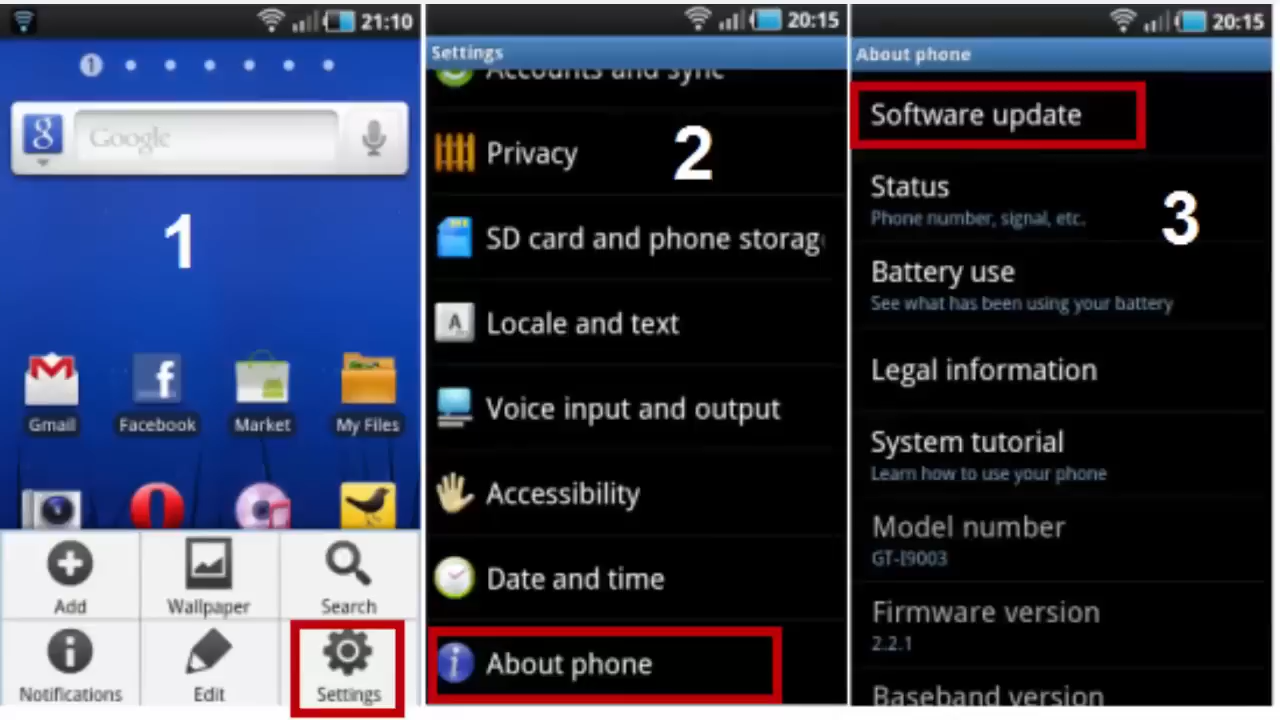 21:10
1
g
Google
1
Gmail
Facebook
Market
My Files
Add
Wallpaper
Search
Notifications
Edit
Settings
20:15
Settings
Accounts and sync
Privacy
2
SD card and phone storag
A
Locale and text
Voice input and output
Accessibility
Date and time
About phone
20:15
About phone
Software update
Status
Phone number, signal, etc.
3
Battery use
See what has been using your battery
Legal information
System tutorial
Learn how to use your phone
Model number
GT-I9003
Firmware version
2.2.1
Baseband version